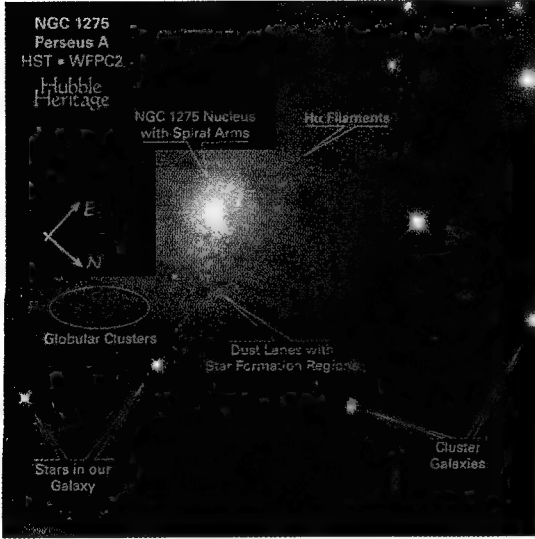 NGC 1275
Perseus A
HST • WFPC2
Hubble
Heritage
NGC 1275 Nucleus
with Spiral Arms
Hα Filaments
E
N
Globular Clusters
Dust Lanes with
Star Formation Regions
Stars in our
Galaxy
Cluster
Galaxies